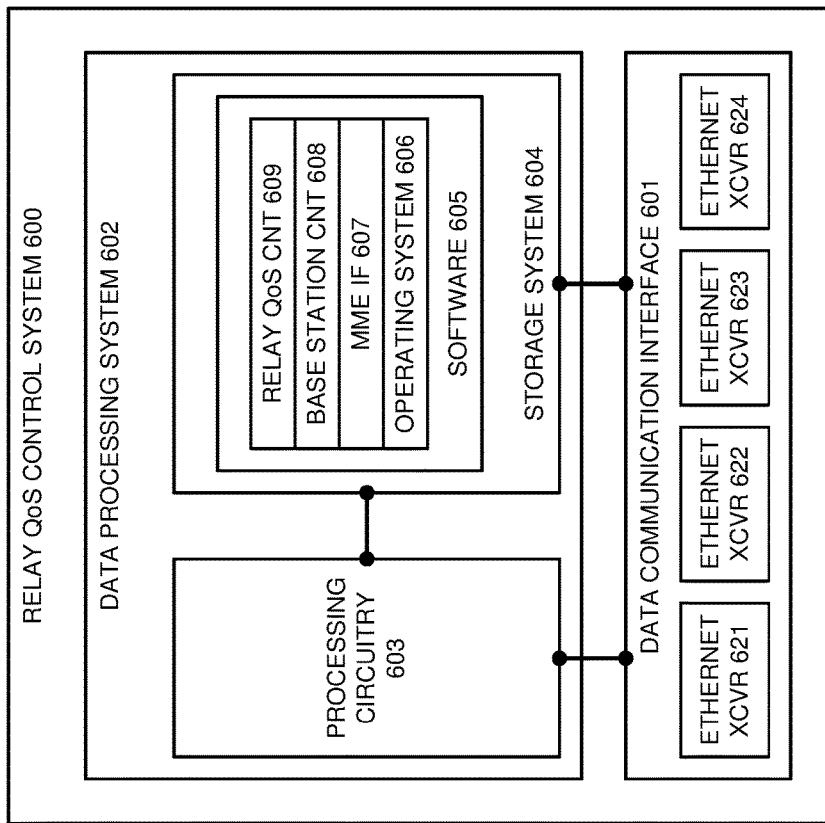 RELAY QoS CONTROL SYSTEM 600
DATA PROCESSING SYSTEM 602
PROCESSING
CIRCUITRY
603
RELAY QoS CNT 609
BASE STATION CNT 608
MME IF 607
OPERATING SYSTEM 606
SOFTWARE 605
STORAGE SYSTEM 604
DATA COMMUNICATION INTERFACE 601
ETHERNET
XCVR 621
ETHERNET
XCVR 622
ETHERNET
XCVR 623
ETHERNET
XCVR 624